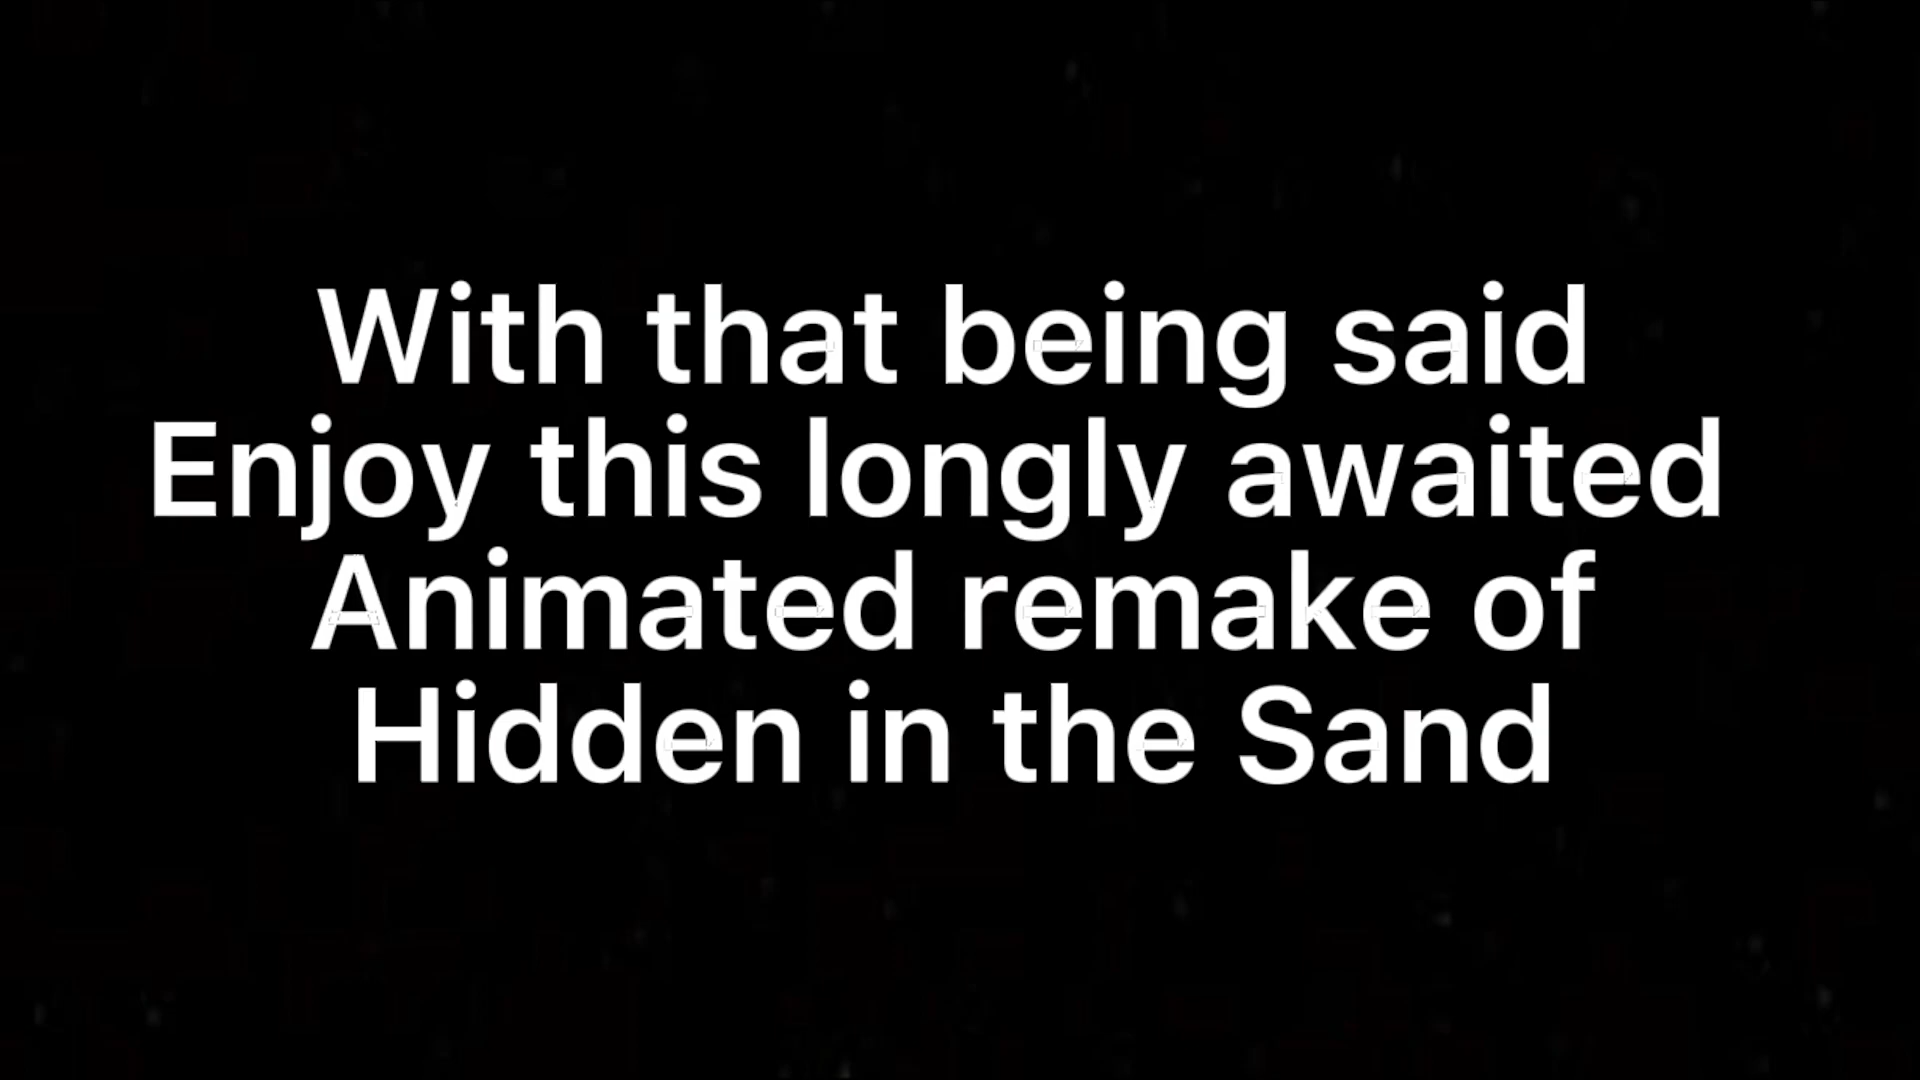 With that being said
Enjoy this longly awaited
Animated remake of
Hidden in the Sand